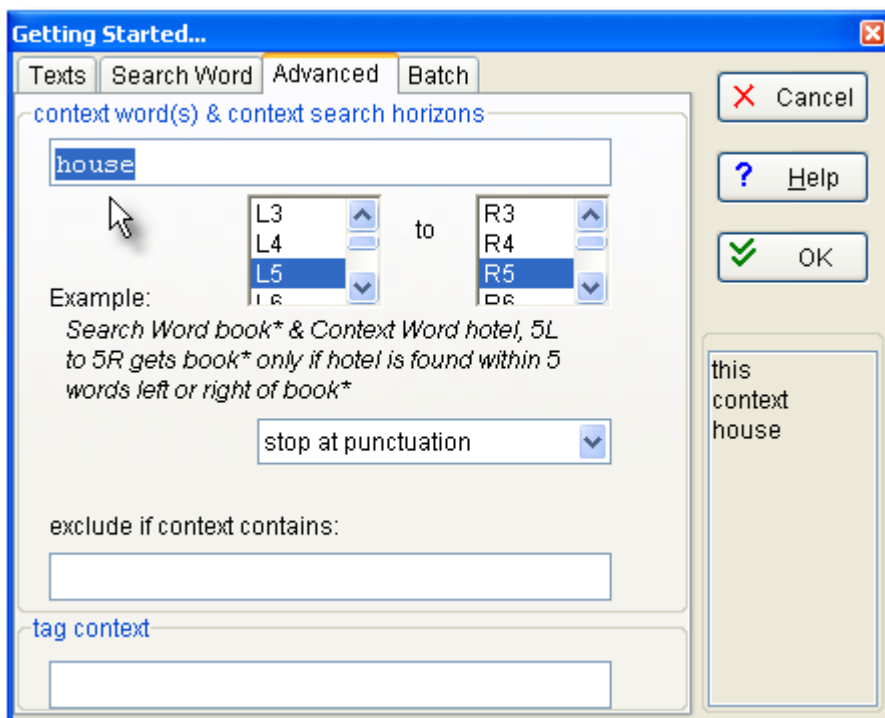 Getting Started...
Texts Search Word Advanced Batch
context word(s) & context search horizons
house
L3
L4
L5
L6
to
R3
R4
R5
R6
Example:
Search Word book* & Context Word hotel, 5L
to 5R gets book* only if hotel is found within 5
words left or right of book*
stop at punctuation
exclude if context contains:
tag context
Cancel
? Help
OK
this
context
house